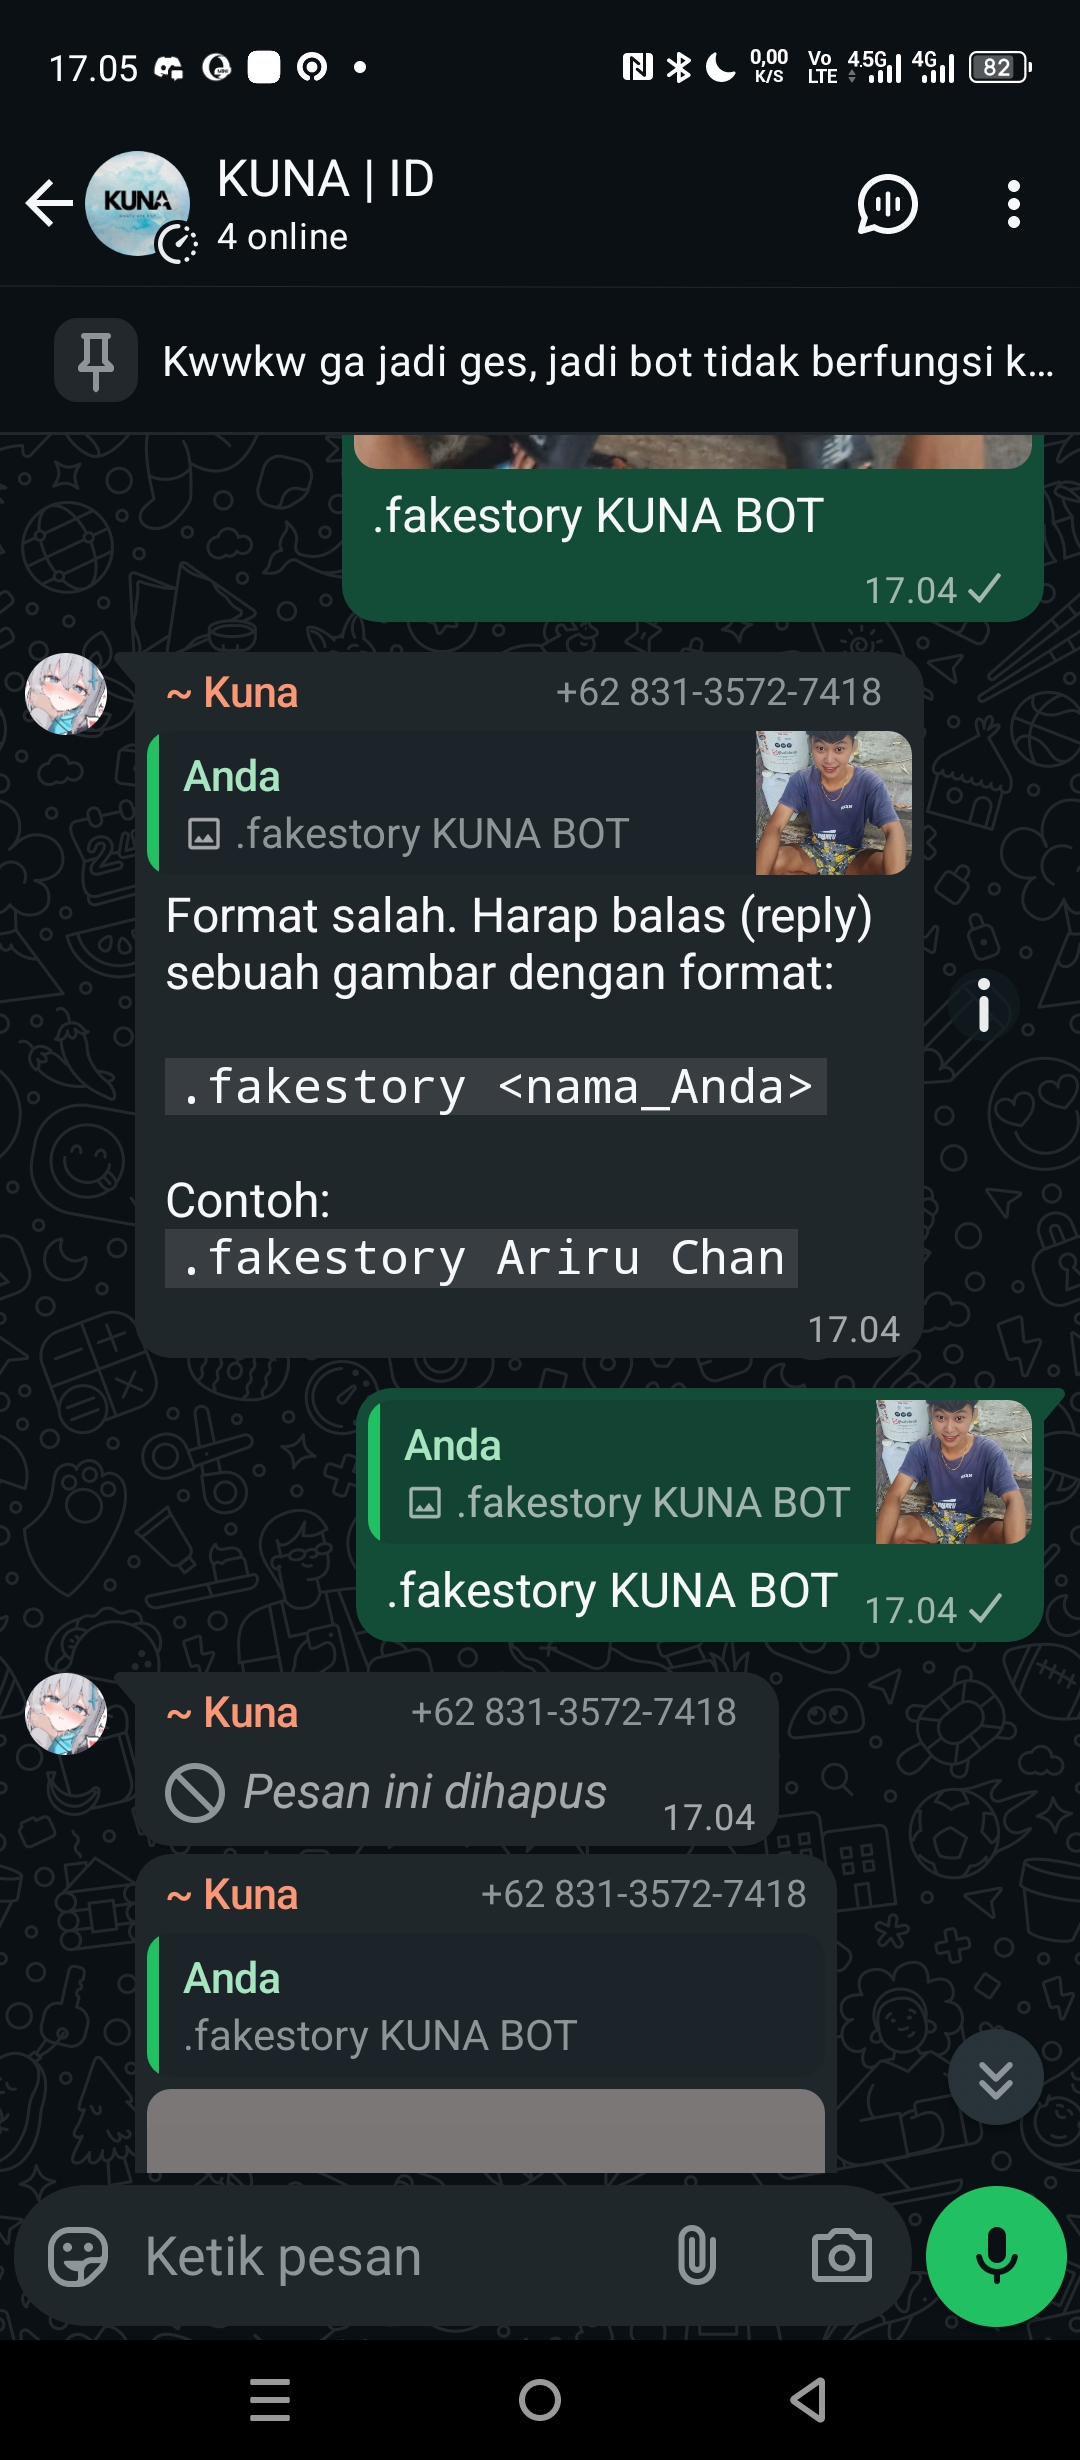 17.05
0,00 K/S
Vo LTE
4.5G
4G
82
KUNA
KUNA | ID
4 online
Kwwkw ga jadi ges, jadi bot tidak berfungsi k...
.fakestory KUNA BOT
17.04
~ Kuna +62 831-3572-7418
Anda
.fakestory KUNA BOT
Format salah. Harap balas (reply)
sebuah gambar dengan format:
.fakestory <nama_Anda>
Contoh:
.fakestory Ariru Chan
17.04
Anda
.fakestory KUNA BOT
.fakestory KUNA BOT
17.04
~ Kuna +62 831-3572-7418
Pesan ini dihapus
17.04
~ Kuna +62 831-3572-7418
Anda
.fakestory KUNA BOT
Ketik pesan